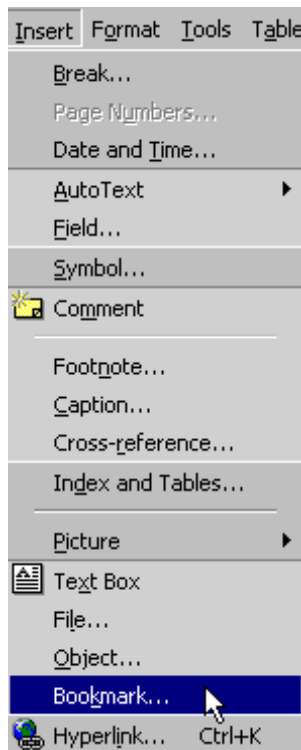 Insert Format Tools Table
Break...
Page Numbers...
Date and Time...
AutoText
Field...
Symbol...
Comment
Footnote...
Caption...
Cross-reference...
Index and Tables...
Picture
Text Box
File...
Object...
Bookmark...
Hyperlink... Ctrl+K